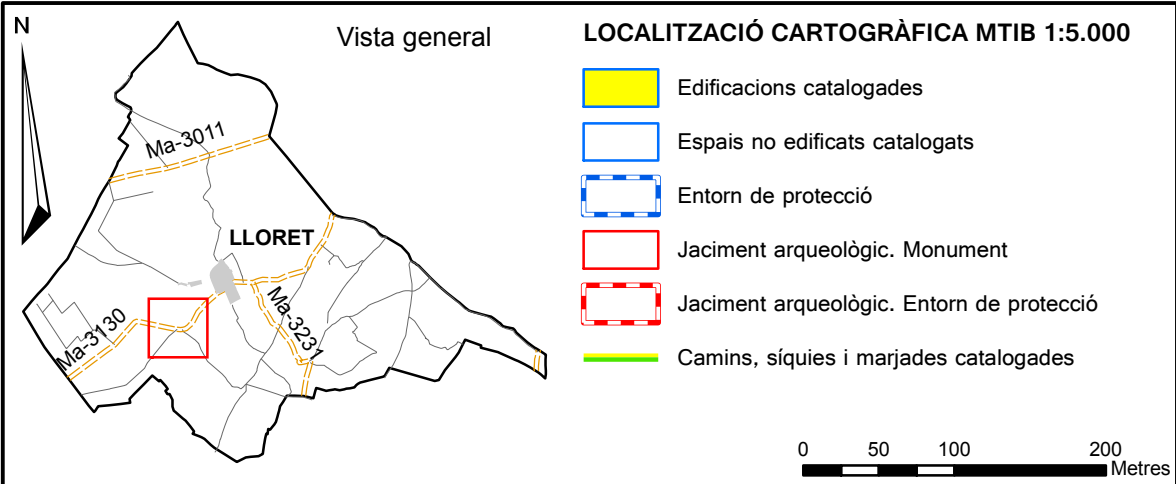 N
Vista general
Ma-3011
LLORET
Ma-3130
Ma-3231
LOCALITZACIÓ CARTOGRÀFICA MTIB 1:5.000
Edificacions catalogades
Espais no edificats catalogats
Entorn de protecció
Jaciment arqueològic. Monument
Jaciment arqueològic. Entorn de protecció
Camins, síquies i marjades catalogades
0 50 100 200
Metres